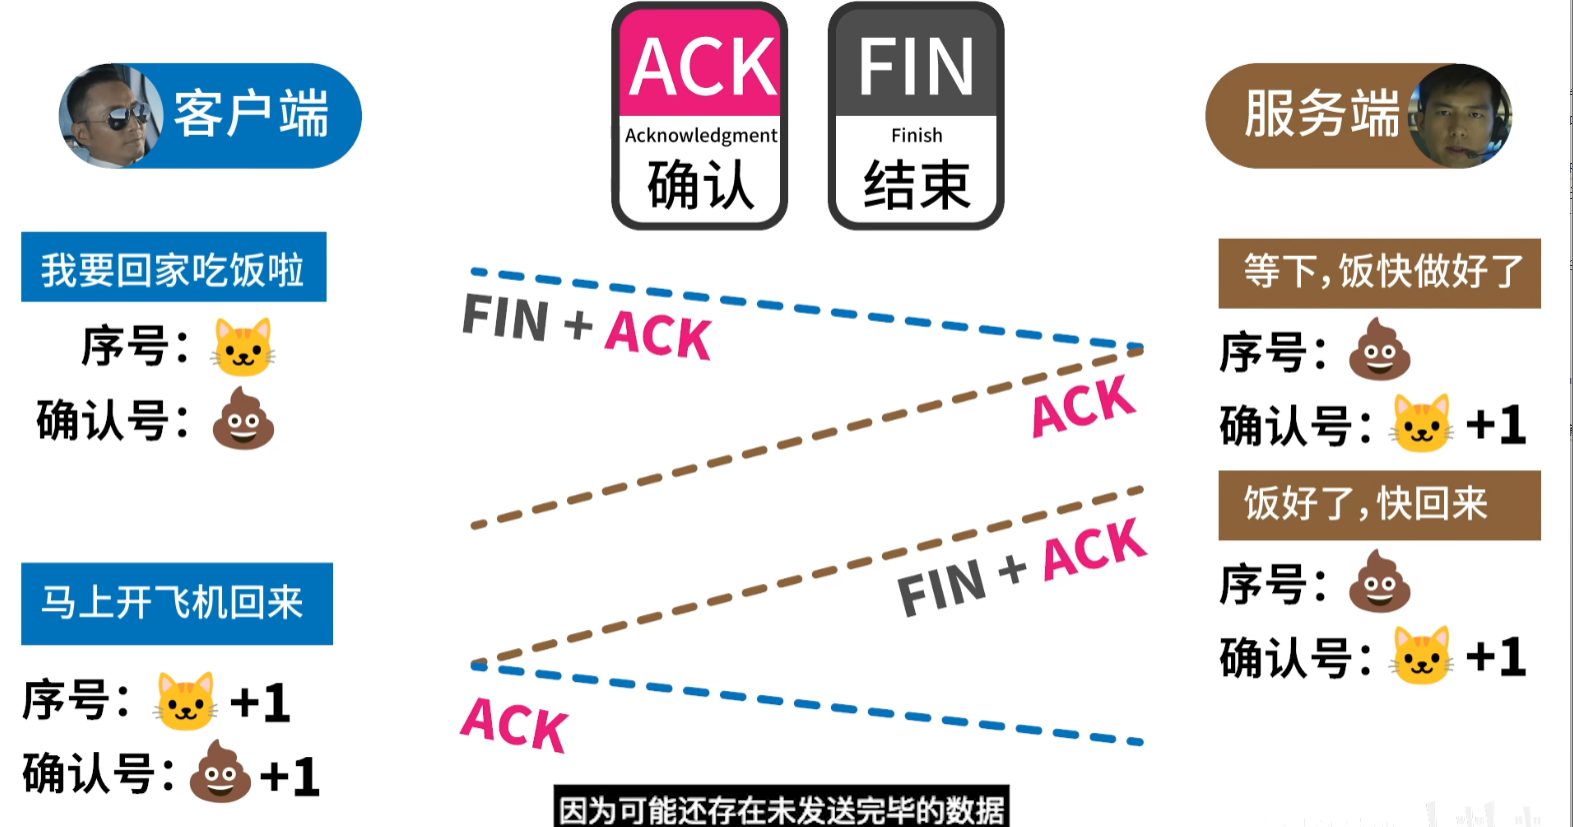 ACK
Acknowledgment
确认
FIN
Finish
结束
客户端
服务端
我要回家吃饭啦
序号：
确认号：
FIN + ACK
等下，饭快做好了
序号：
确认号： +1
ACK
饭好了，快回来
序号：
确认号： +1
FIN + ACK
马上开飞机回来
序号： +1
确认号： +1
ACK
因为可能还存在未发送完毕的数据